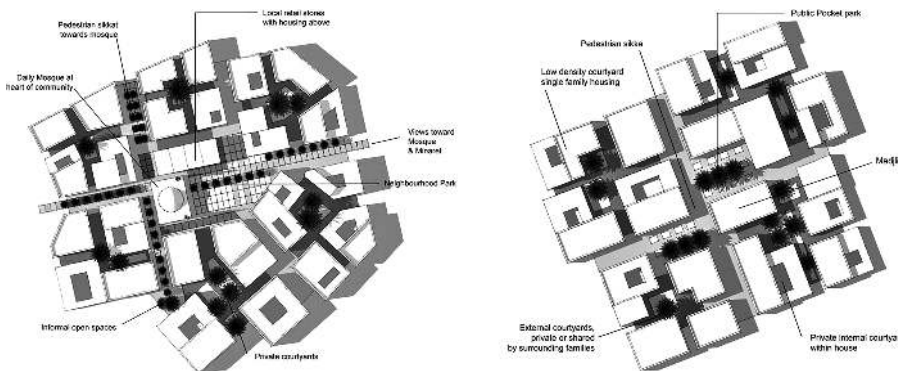 Local retail stores
with housing above
Pedestrian sikkat
towards mosque
Daily Mosque at
heart of community
Views toward
Mosque
& Minaret
Neighbourhood Park
Informal open spaces
Private courtyards
Public Pocket park
Pedestrian sikka
Low density courtyard
single family housing
Madjli
External courtyards,
private or shared
by surrounding families
Private internal courtya
within house